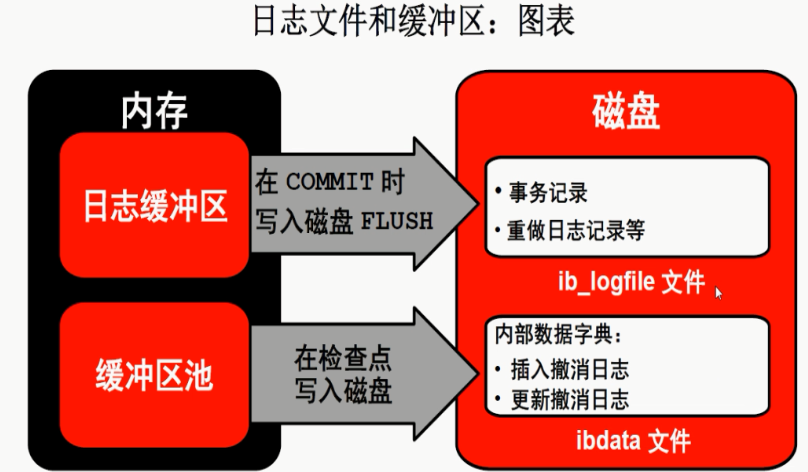 日志文件和缓冲区：图表
内存
日志缓冲区
在 COMMIT 时
写入磁盘 FLUSH
磁盘
• 事务记录
• 重做日志记录等
ib_logfile 文件
缓冲区池
在检查点
写入磁盘
内部数据字典：
• 插入撤消日志
• 更新撤消日志
ibdata 文件